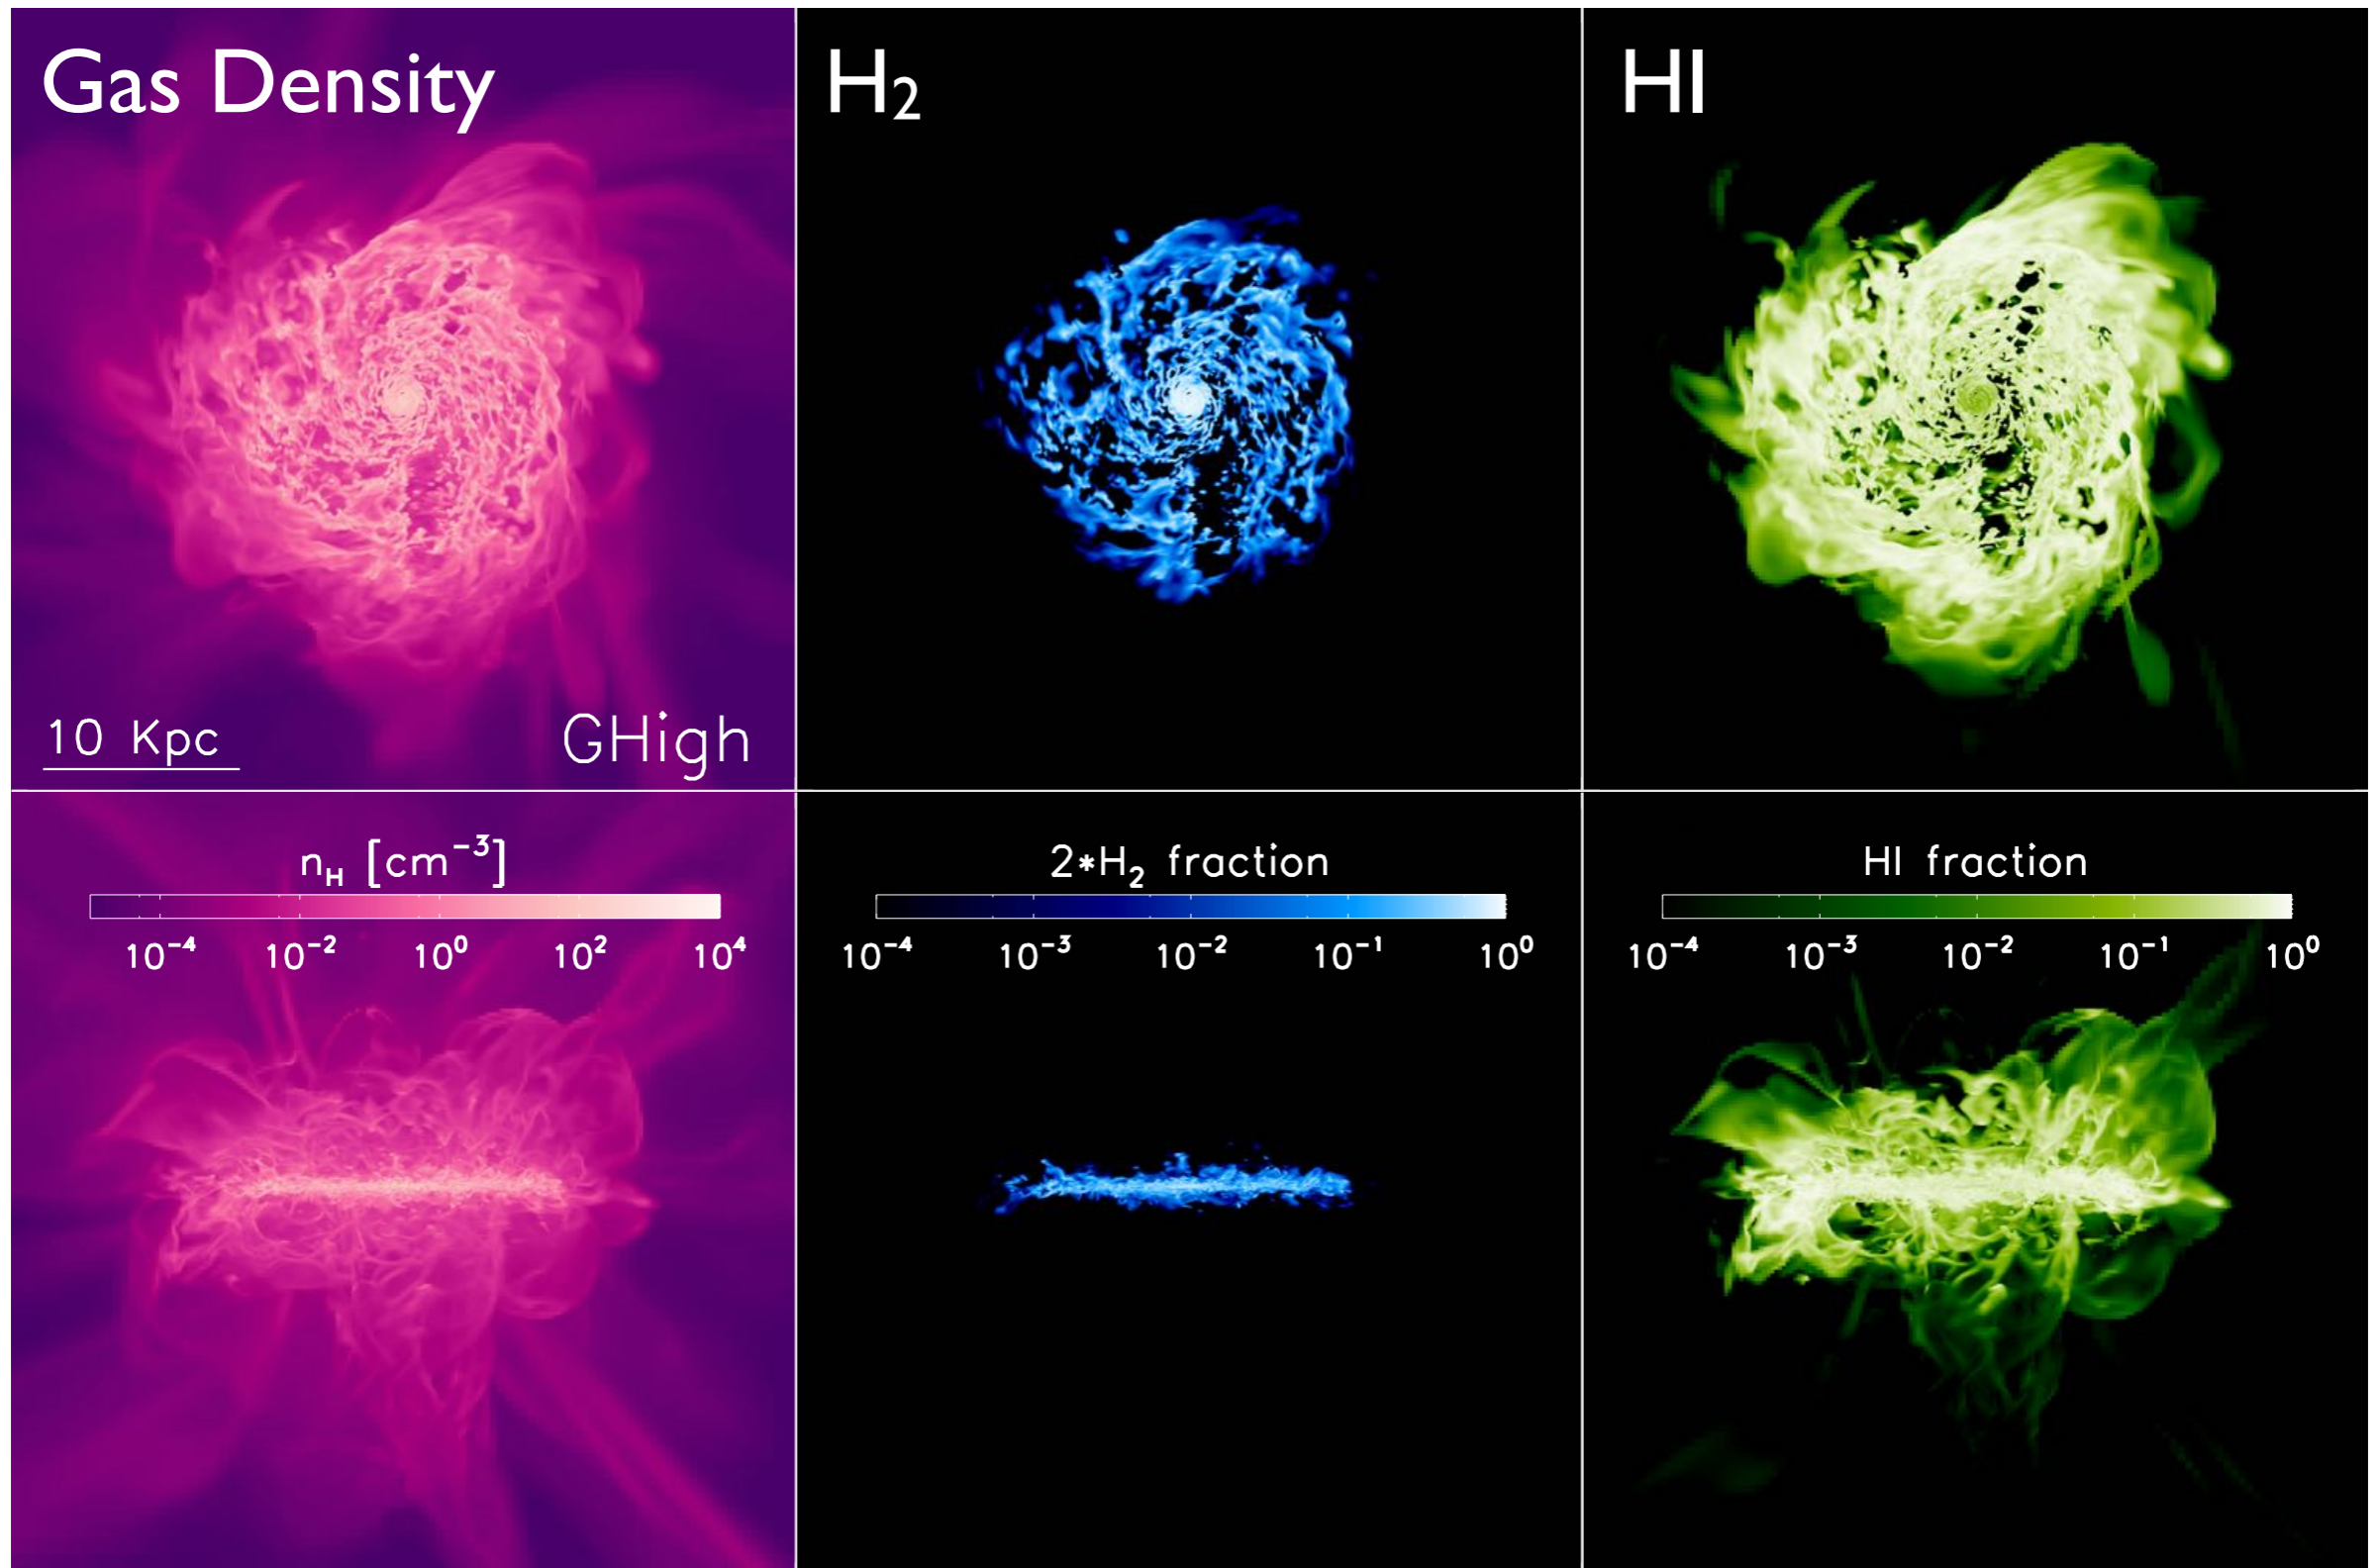 Gas Density
H₂
HI
10 Kpc
GHigh
n_H [cm⁻³]
10⁻⁴ 10⁻² 10⁰ 10² 10⁴
2*H₂ fraction
10⁻⁴ 10⁻³ 10⁻² 10⁻¹ 10⁰
HI fraction
10⁻⁴ 10⁻³ 10⁻² 10⁻¹ 10⁰